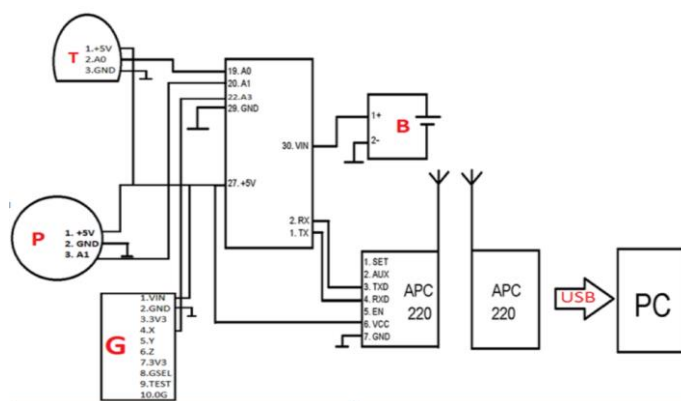 T
1.+5V
2.A0
3.GND
19. A0
20. A1
22.A3
29. GND
30. VIN
27.+5V
2. RX
1. TX
1+
2-
B
P
1. +5V
2. GND
3. A1
G
1.VIN
2.GND
3.3V3
4.X
5.Y
6.Z
7.3V3
8.GSEL
9.TEST
10.0G
1. SET
2. AUX
3. TXD
4. RXD
5. EN
6. VCC
7. GND
APC
220
APC
220
USB
PC